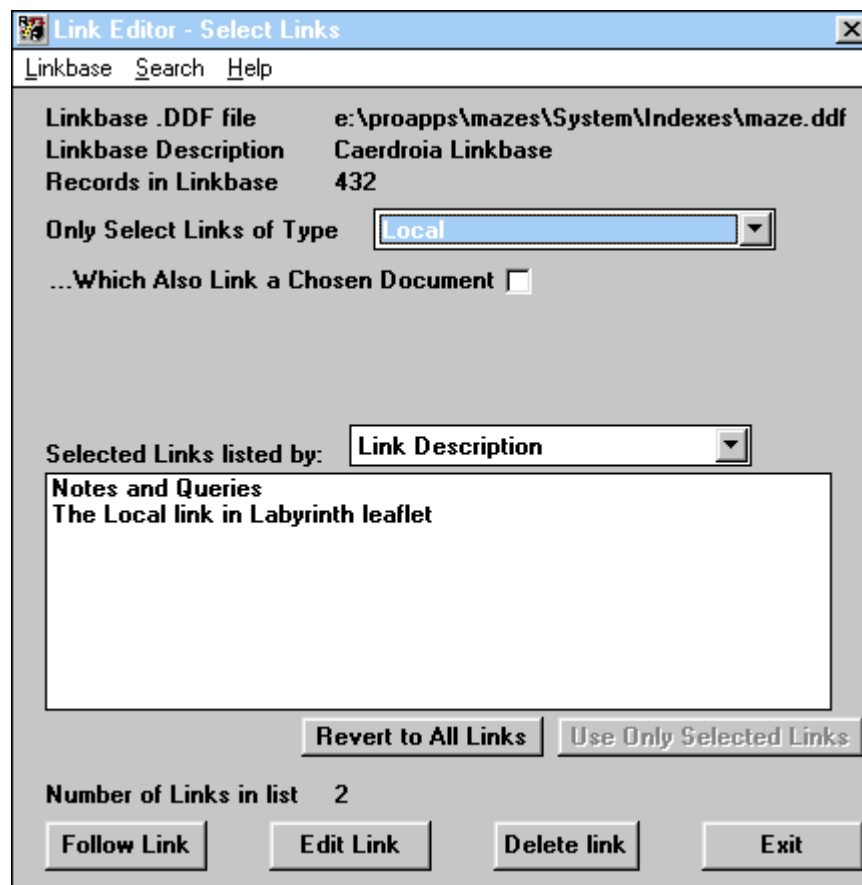 Link Editor - Select Links
Linkbase Search Help
Linkbase .DDF file e:\proapps\mazes\System\Indexes\maze.ddf
Linkbase Description Caerdroia Linkbase
Records in Linkbase 432
Only Select Links of Type Local
...Which Also Link a Chosen Document
Selected Links listed by: Link Description
Notes and Queries
The Local link in Labyrinth leaflet
Revert to All Links Use Only Selected Links
Number of Links in list 2
Follow Link Edit Link Delete link Exit